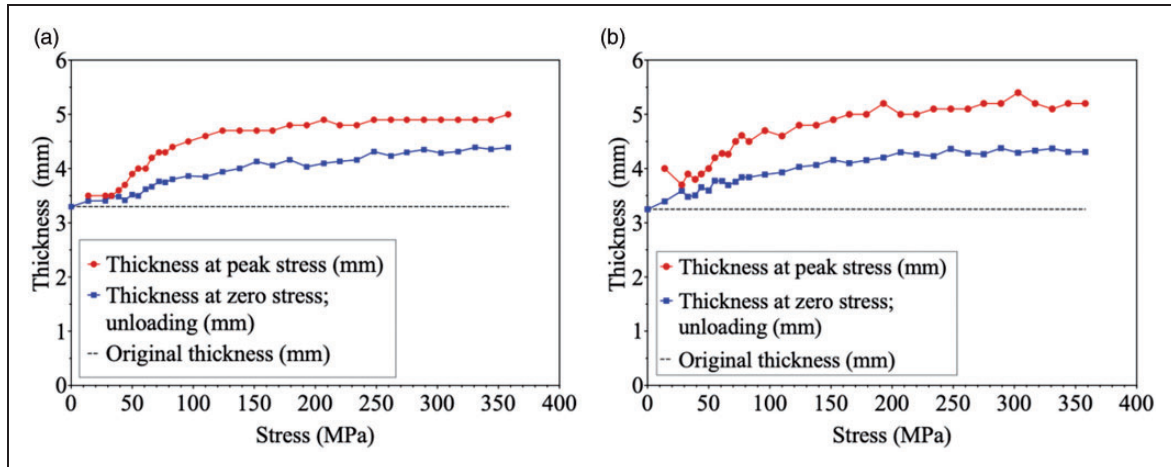 (a)
6
5
4
3
2
1
0
Thickness (mm)
Thickness at peak stress (mm)
Thickness at zero stress;
unloading (mm)
Original thickness (mm)
0 50 100 150 200 250 300 350 400
Stress (MPa)
(b)
6
5
4
3
2
1
0
Thickness (mm)
Thickness at peak stress (mm)
Thickness at zero stress;
unloading (mm)
Original thickness (mm)
0 50 100 150 200 250 300 350 400
Stress (MPa)